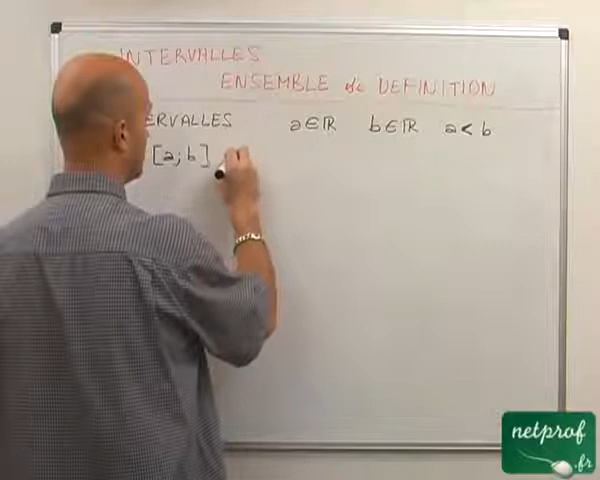 INTERVALLES
ENSEMBLE de DEFINITION
ERVALLES a∈ℝ b∈ℝ a<b
[a;b]
netprof
.fr